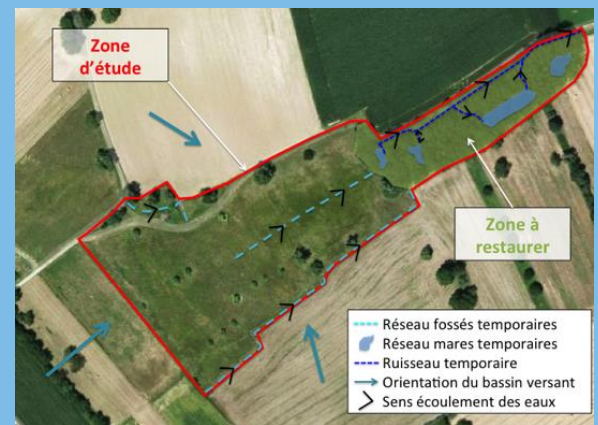 Zone
d'étude
Zone à
restaurer
Réseau fossés temporaires
Réseau mares temporaires
Ruisseau temporaire
Orientation du bassin versant
Sens écoulement des eaux